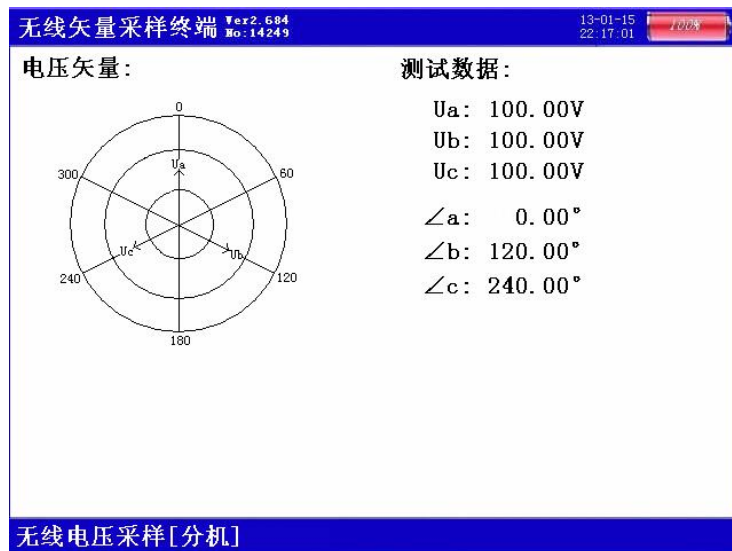 无线矢量采样终端 Ver2.684 No:14249 13-01-15 22:17:01 100%
电压矢量:
测试数据:
0
60
120
180
240
300
Ua
Ub
Uc
Ua: 100.00V
Ub: 100.00V
Uc: 100.00V
∠a: 0.00°
∠b: 120.00°
∠c: 240.00°
无线电压采样[分机]